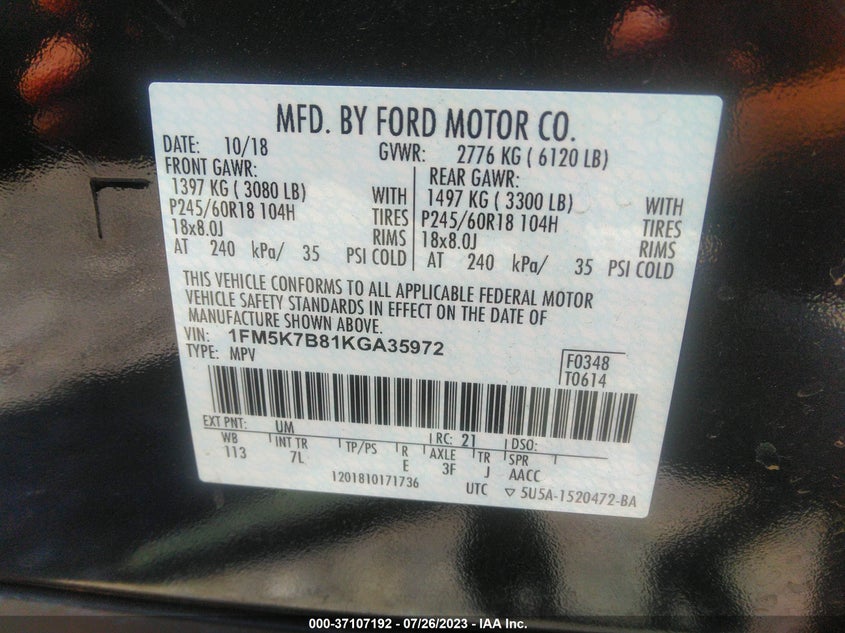 MFD. BY FORD MOTOR CO.
DATE: 10/18 GVWR: 2776 KG ( 6120 LB)
FRONT GAWR: REAR GAWR:
1397 KG ( 3080 LB) WITH 1497 KG ( 3300 LB) WITH
P245/60R18 104H TIRES P245/60R18 104H TIRES
18x8.0J RIMS 18x8.0J RIMS
AT 240 kPa/ 35 PSI COLD AT 240 kPa/ 35 PSI COLD
THIS VEHICLE CONFORMS TO ALL APPLICABLE FEDERAL MOTOR
VEHICLE SAFETY STANDARDS IN EFFECT ON THE DATE OF
MANUFACTURE SHOWN ABOVE.
VIN: 1FM5K7B81KGA35972
TYPE: MPV F0348
T0614
EXT PNT: UM RC: 21 DSO:
WB INT TR TP/PS R AXLE TR SPR
113 7L E 3F J AACC
1201810171736 UTC ▽ 5U5A-1520472-BA
000-37107192 - 07/26/2023 - IAA Inc.